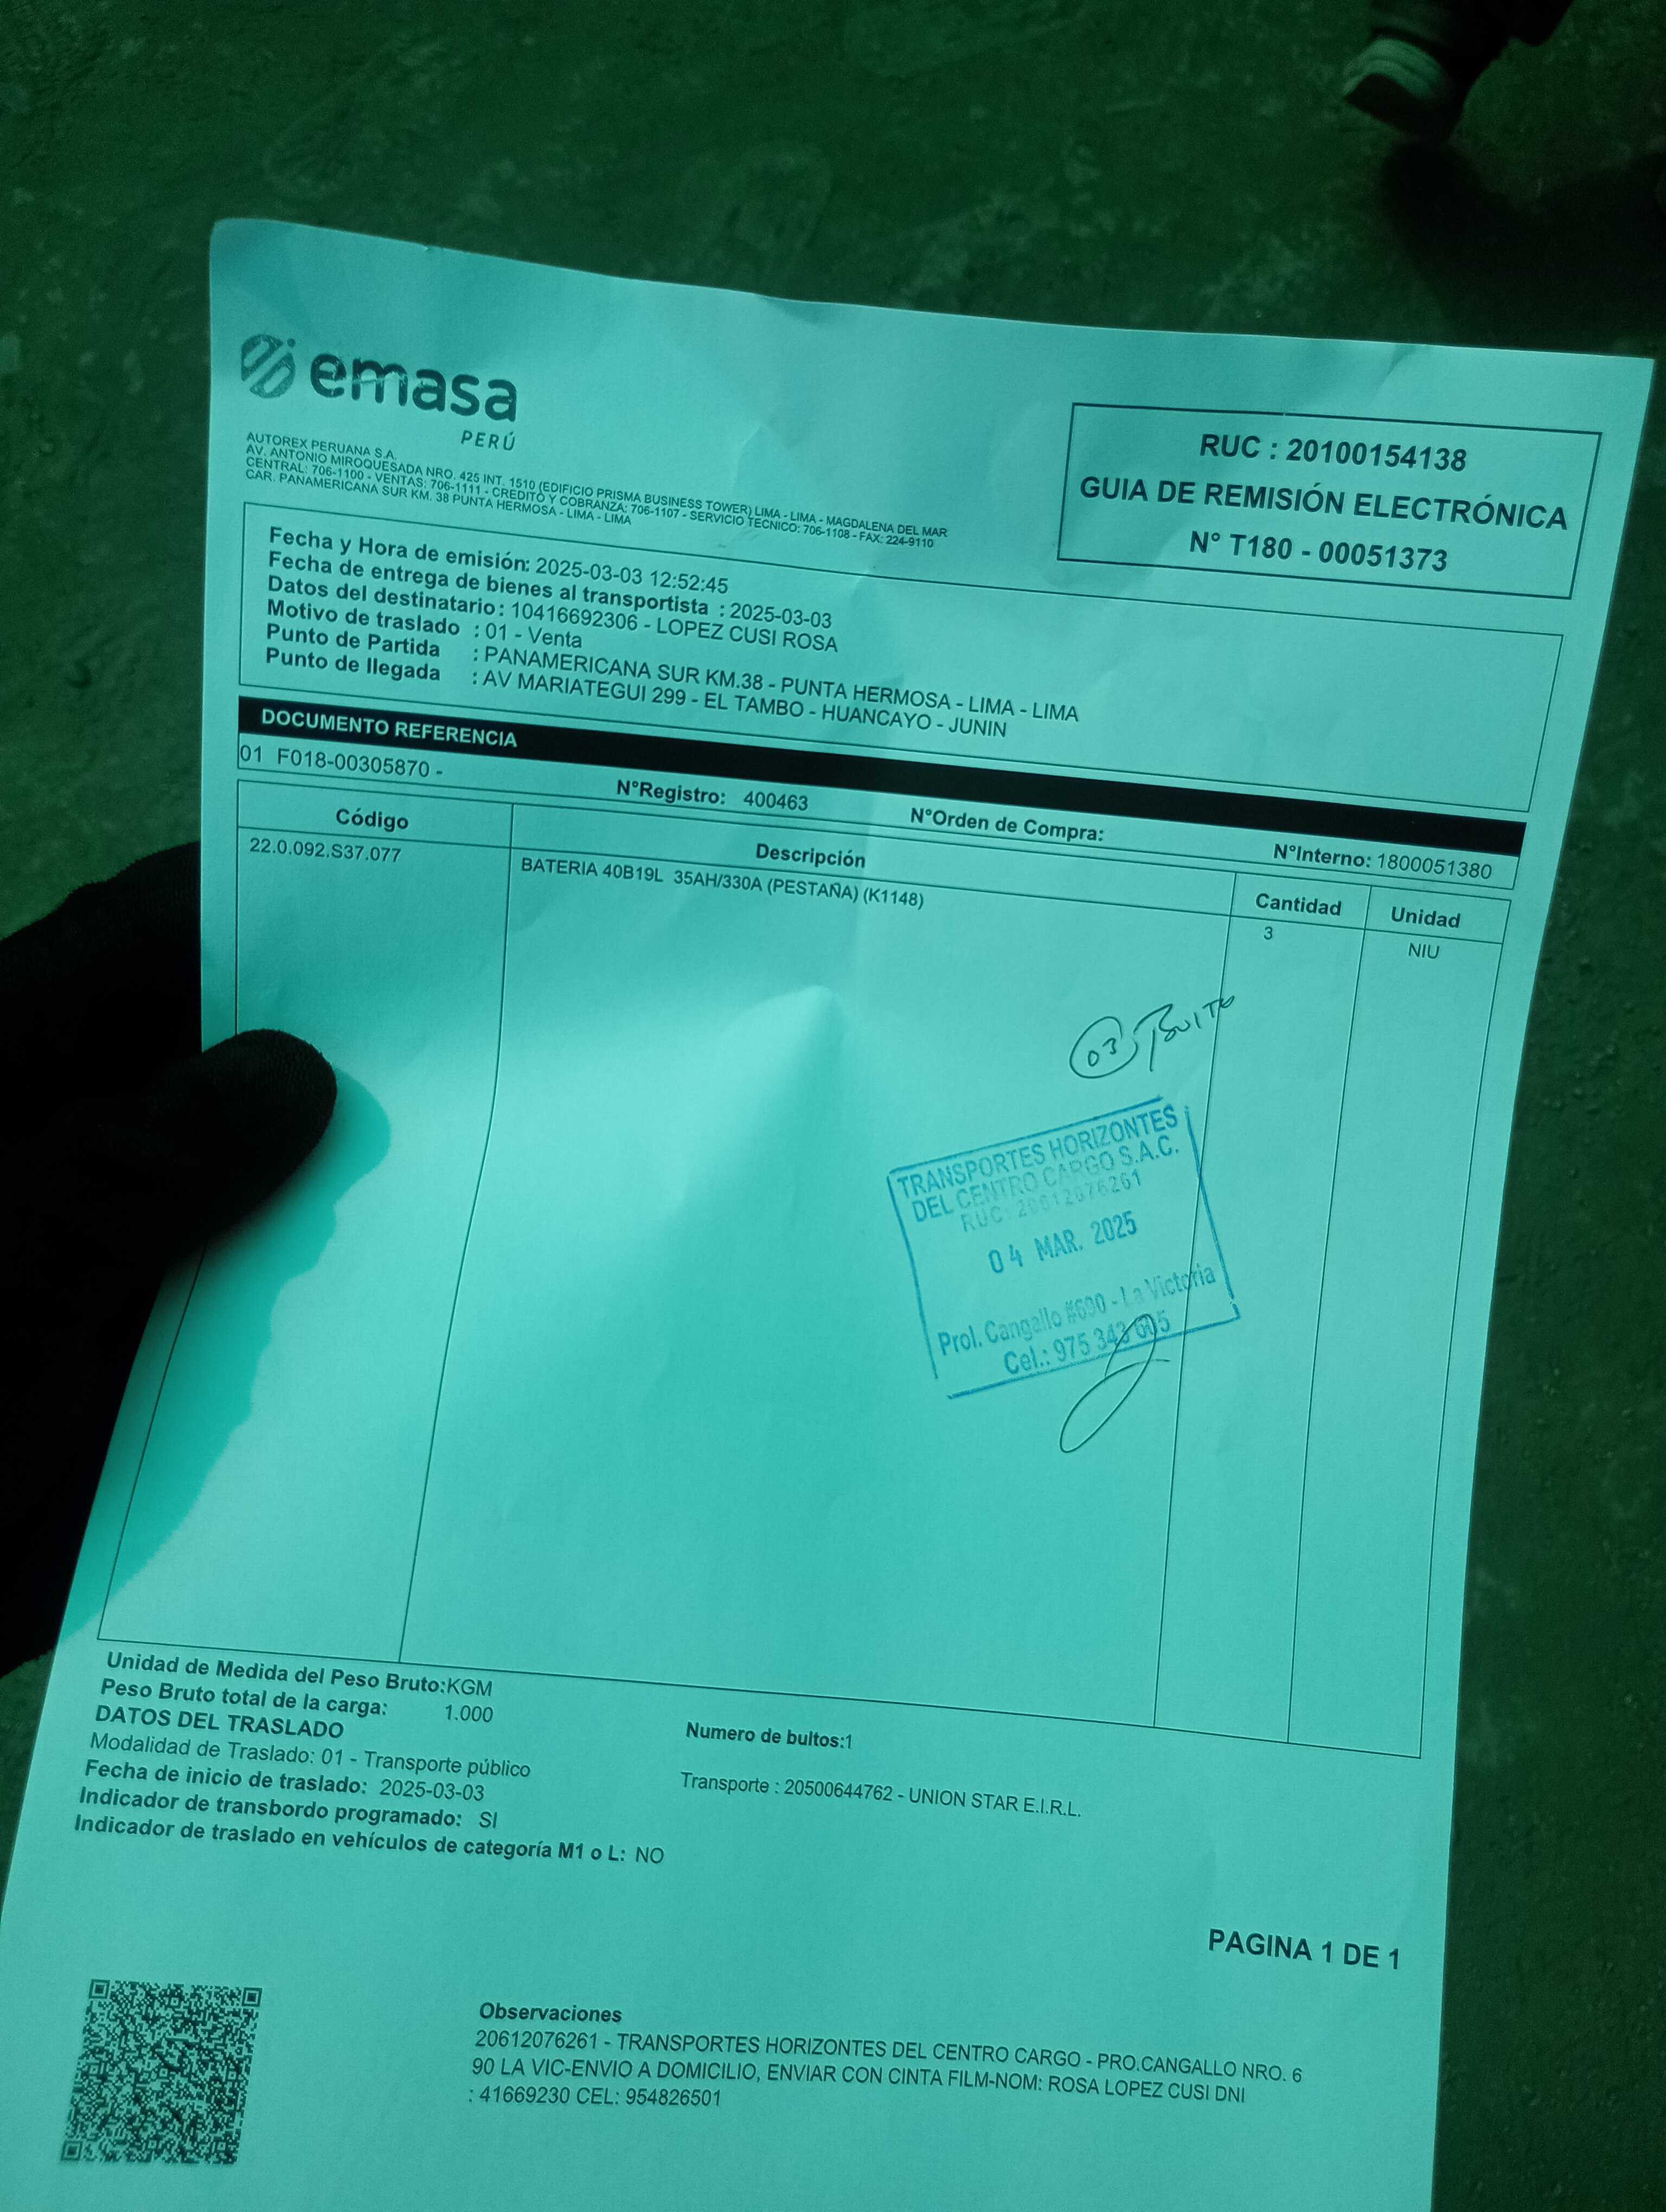 emasa
PERÚ
AUTOREX PERUANA S.A.
AV. ANTONIO MIROQUESADA NRO. 425 INT. 1510 (EDIFICIO PRISMA BUSINESS TOWER) LIMA - LIMA - MAGDALENA DEL MAR
CENTRAL: 706-1100 - VENTAS: 706-1111 - CREDITO Y COBRANZA: 706-1107 - SERVICIO TECNICO: 706-1108 - FAX: 224-9110
CAR. PANAMERICANA SUR KM. 38 PUNTA HERMOSA - LIMA - LIMA
RUC : 20100154138
GUIA DE REMISIÓN ELECTRÓNICA
N° T180 - 00051373
Fecha y Hora de emisión: 2025-03-03 12:52:45
Fecha de entrega de bienes al transportista : 2025-03-03
Datos del destinatario: 10416692306 - LOPEZ CUSI ROSA
Motivo de traslado : 01 - Venta
Punto de Partida : PANAMERICANA SUR KM.38 - PUNTA HERMOSA - LIMA - LIMA
Punto de llegada : AV MARIATEGUI 299 - EL TAMBO - HUANCAYO - JUNIN
DOCUMENTO REFERENCIA
01 F018-00305870 - N°Registro: 400463 N°Orden de Compra: N°Interno: 1800051380
Código Descripción Cantidad Unidad
22.0.092.S37.077 BATERIA 40B19L 35AH/330A (PESTAÑA) (K1148) 3 NIU
03 BUITO
TRANSPORTES HORIZONTES
DEL CENTRO CARGO S.A.C.
RUC: 20612076261
04 MAR. 2025
Prol. Cangallo #690 - La Victoria
Cel.: 975 343 605
Unidad de Medida del Peso Bruto:KGM
Peso Bruto total de la carga: 1.000
Numero de bultos:1
DATOS DEL TRASLADO
Modalidad de Traslado: 01 - Transporte público
Transporte : 20500644762 - UNION STAR E.I.R.L.
Fecha de inicio de traslado: 2025-03-03
Indicador de transbordo programado: SI
Indicador de traslado en vehículos de categoría M1 o L: NO
PAGINA 1 DE 1
Observaciones
20612076261 - TRANSPORTES HORIZONTES DEL CENTRO CARGO - PRO.CANGALLO NRO. 6
90 LA VIC-ENVIO A DOMICILIO, ENVIAR CON CINTA FILM-NOM: ROSA LOPEZ CUSI DNI
: 41669230 CEL: 954826501